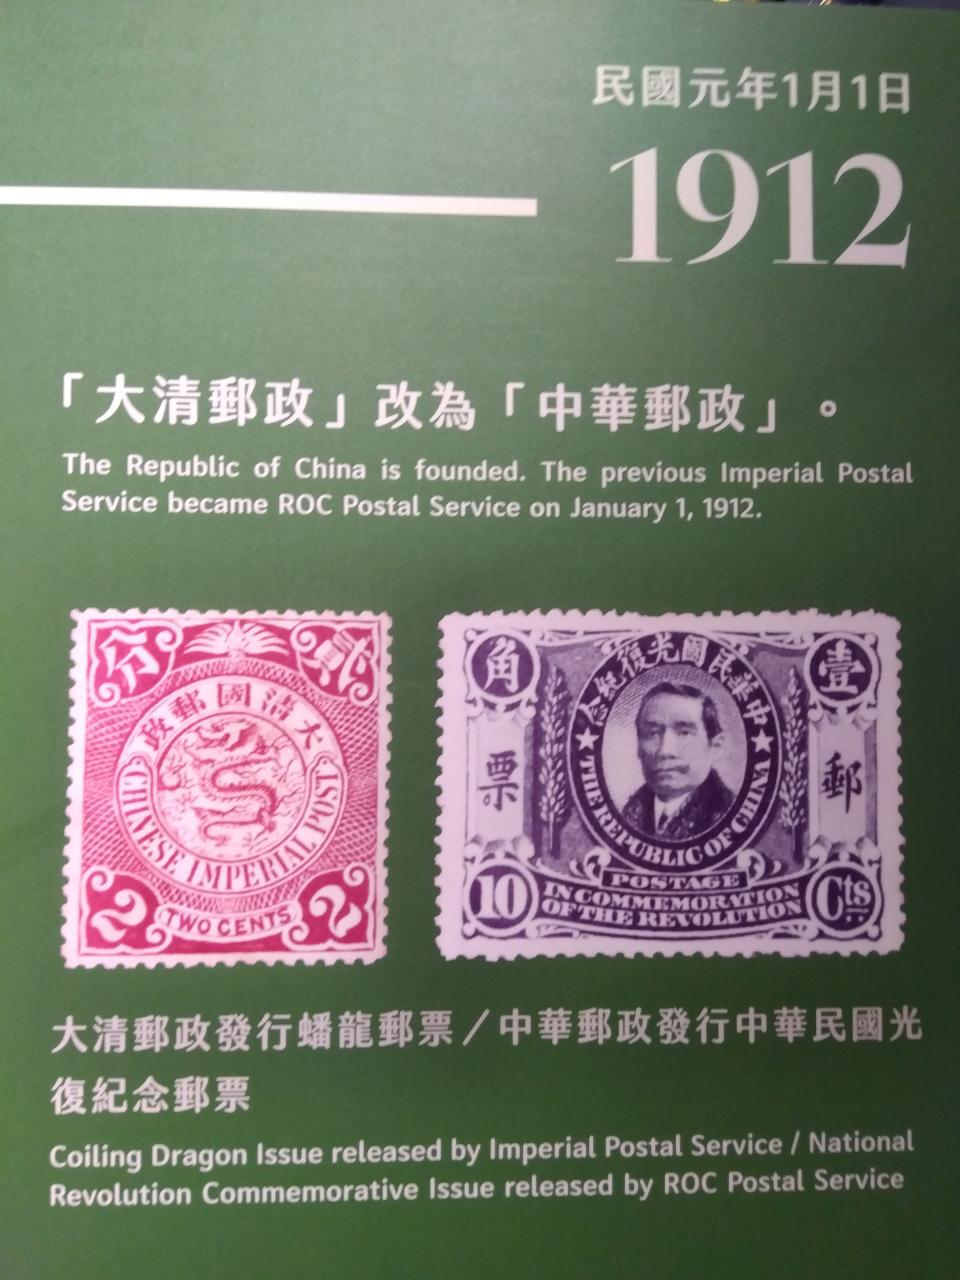 民國元年1月1日
1912
「大清郵政」改為「中華郵政」。
The Republic of China is founded. The previous Imperial Postal
Service became ROC Postal Service on January 1, 1912.
分 貳
政郵國清大
CHINESE IMPERIAL POST
2 TWO CENTS 2
角 壹
念紀復光國民華中
票 郵
THE REPUBLIC OF CHINA
POSTAGE
10 IN COMMEMORATION Cts
OF THE REVOLUTION
大清郵政發行蟠龍郵票／中華郵政發行中華民國光
復紀念郵票
Coiling Dragon Issue released by Imperial Postal Service / National
Revolution Commemorative Issue released by ROC Postal Service